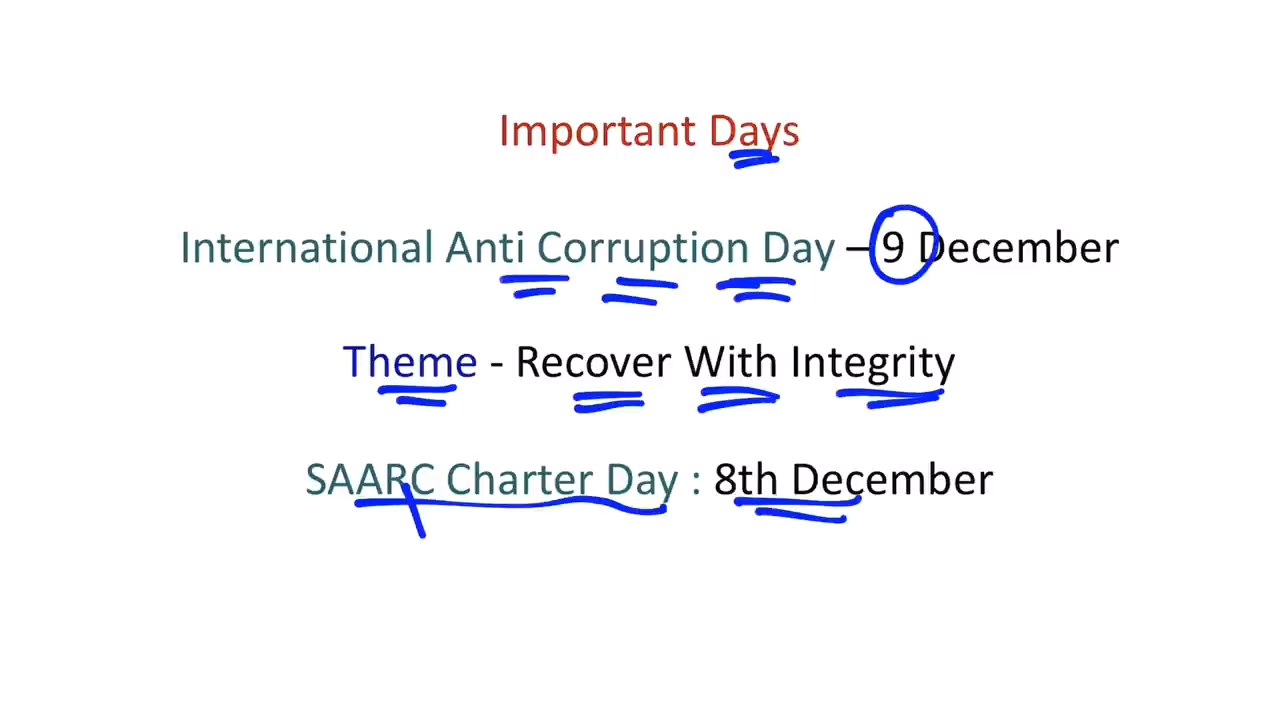 Important Days
International Anti Corruption Day – 9 December
Theme - Recover With Integrity
SAARC Charter Day : 8th December